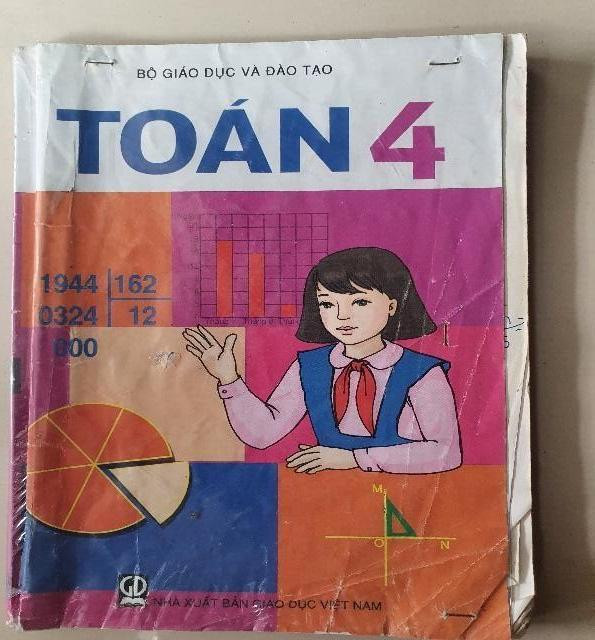 BỘ GIÁO DỤC VÀ ĐÀO TẠO
TOÁN 4
1944 162
0324 12
000
M
O N
GD
NHÀ XUẤT BẢN GIÁO DỤC VIỆT NAM